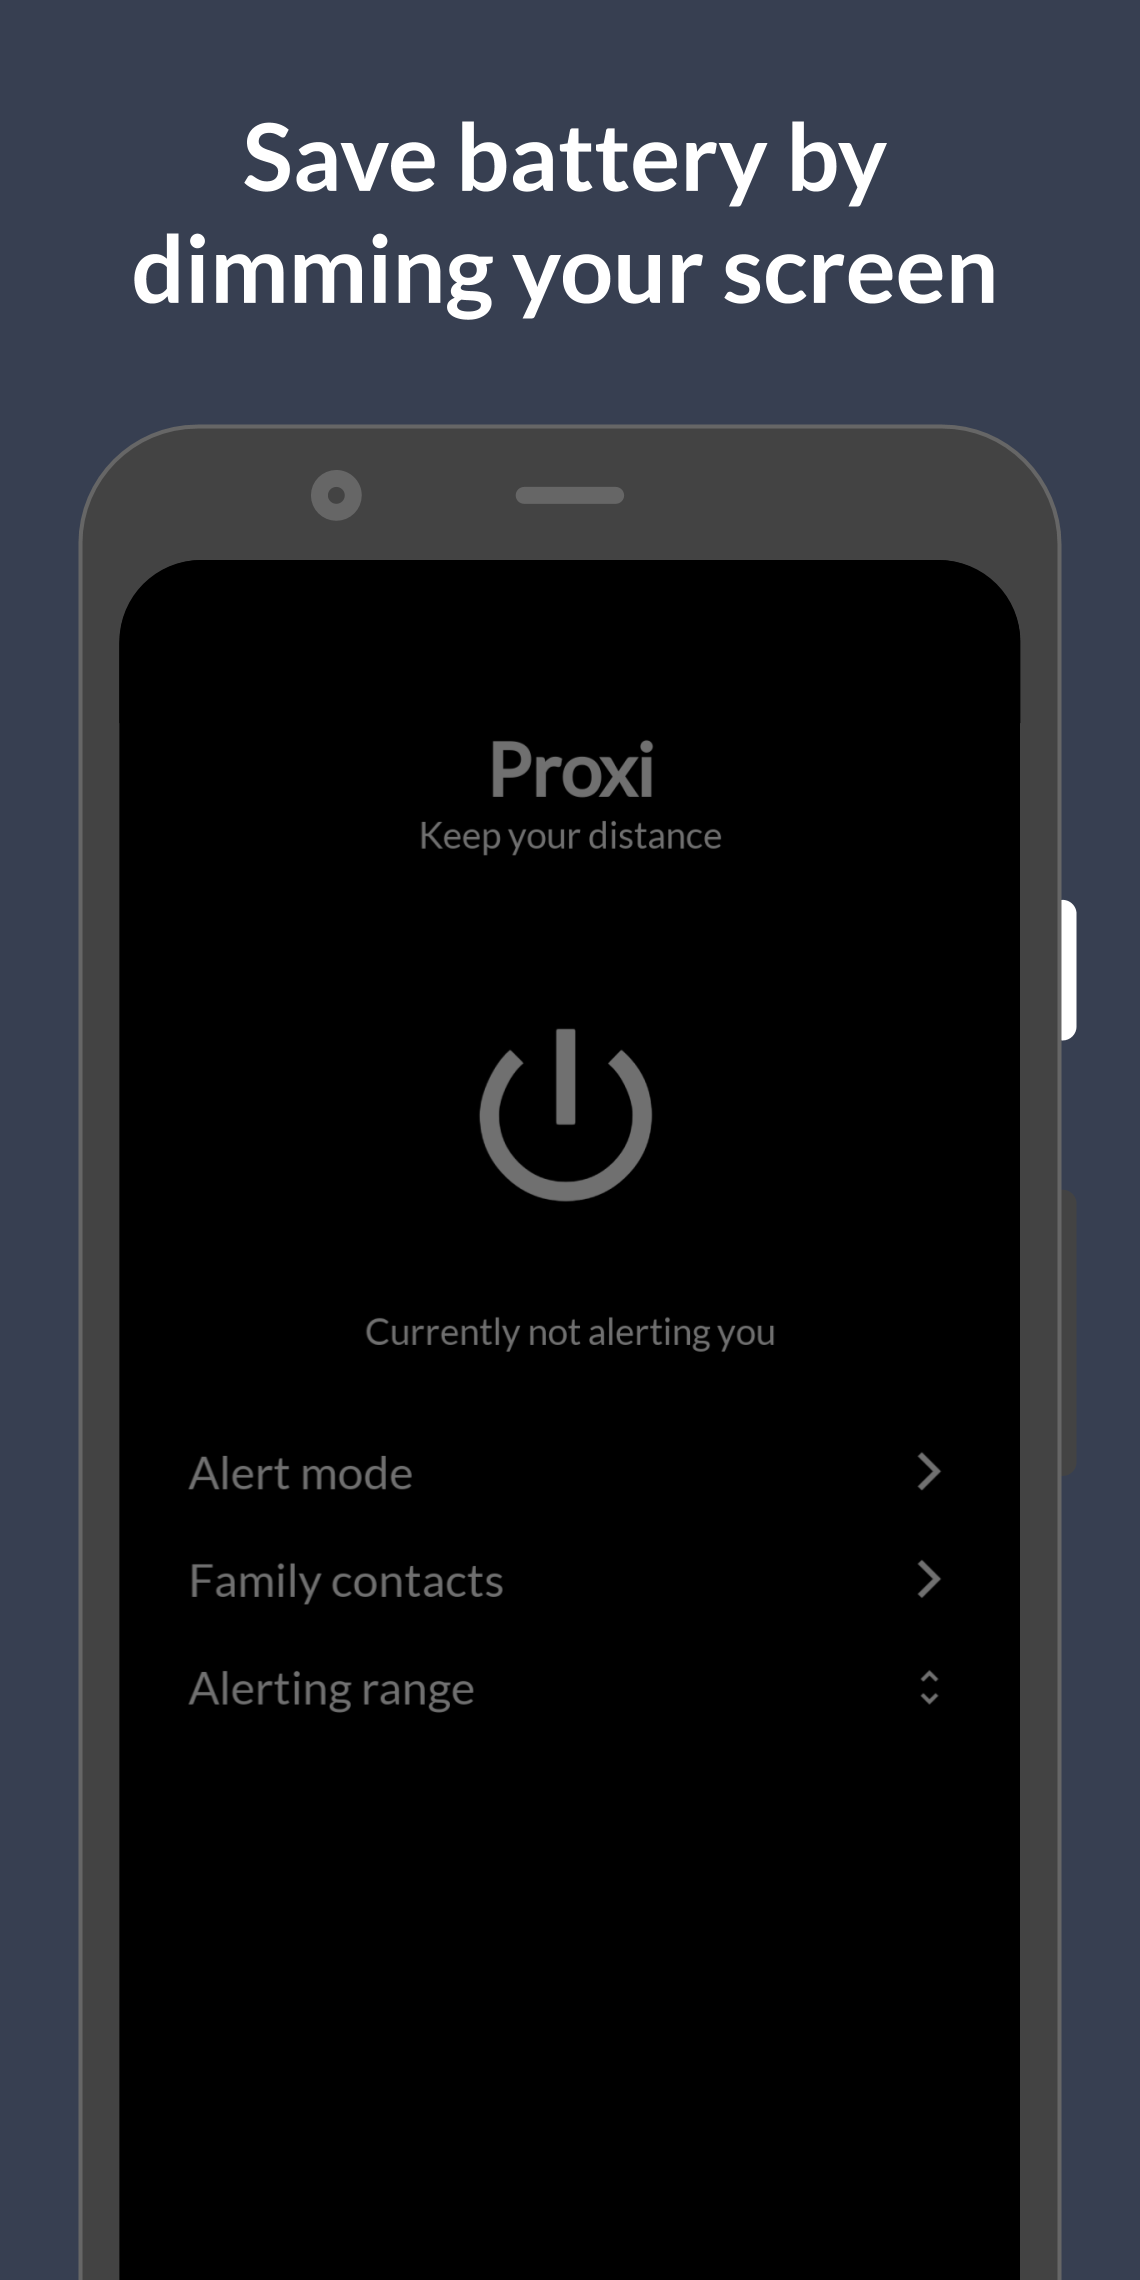 Save battery by
dimming your screen
Proxi
Keep your distance
Currently not alerting you
Alert mode
Family contacts
Alerting range